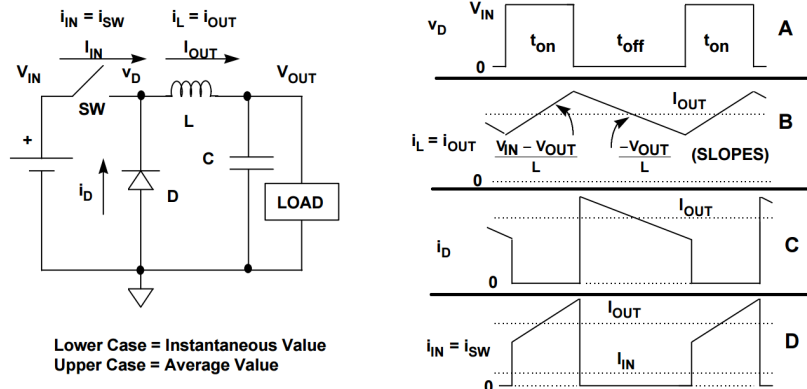 i_IN = i_SW
i_L = i_OUT
I_IN
I_OUT
V_IN
v_D
V_OUT
SW
L
+
C
i_D
D
LOAD
Lower Case = Instantaneous Value
Upper Case = Average Value
V_IN
v_D
t_on
t_off
t_on
A
0
I_OUT
B
i_L = i_OUT
V_IN – V_OUT
L
–V_OUT
L
(SLOPES)
0
I_OUT
i_D
C
0
I_OUT
i_IN = i_SW
D
I_IN
0